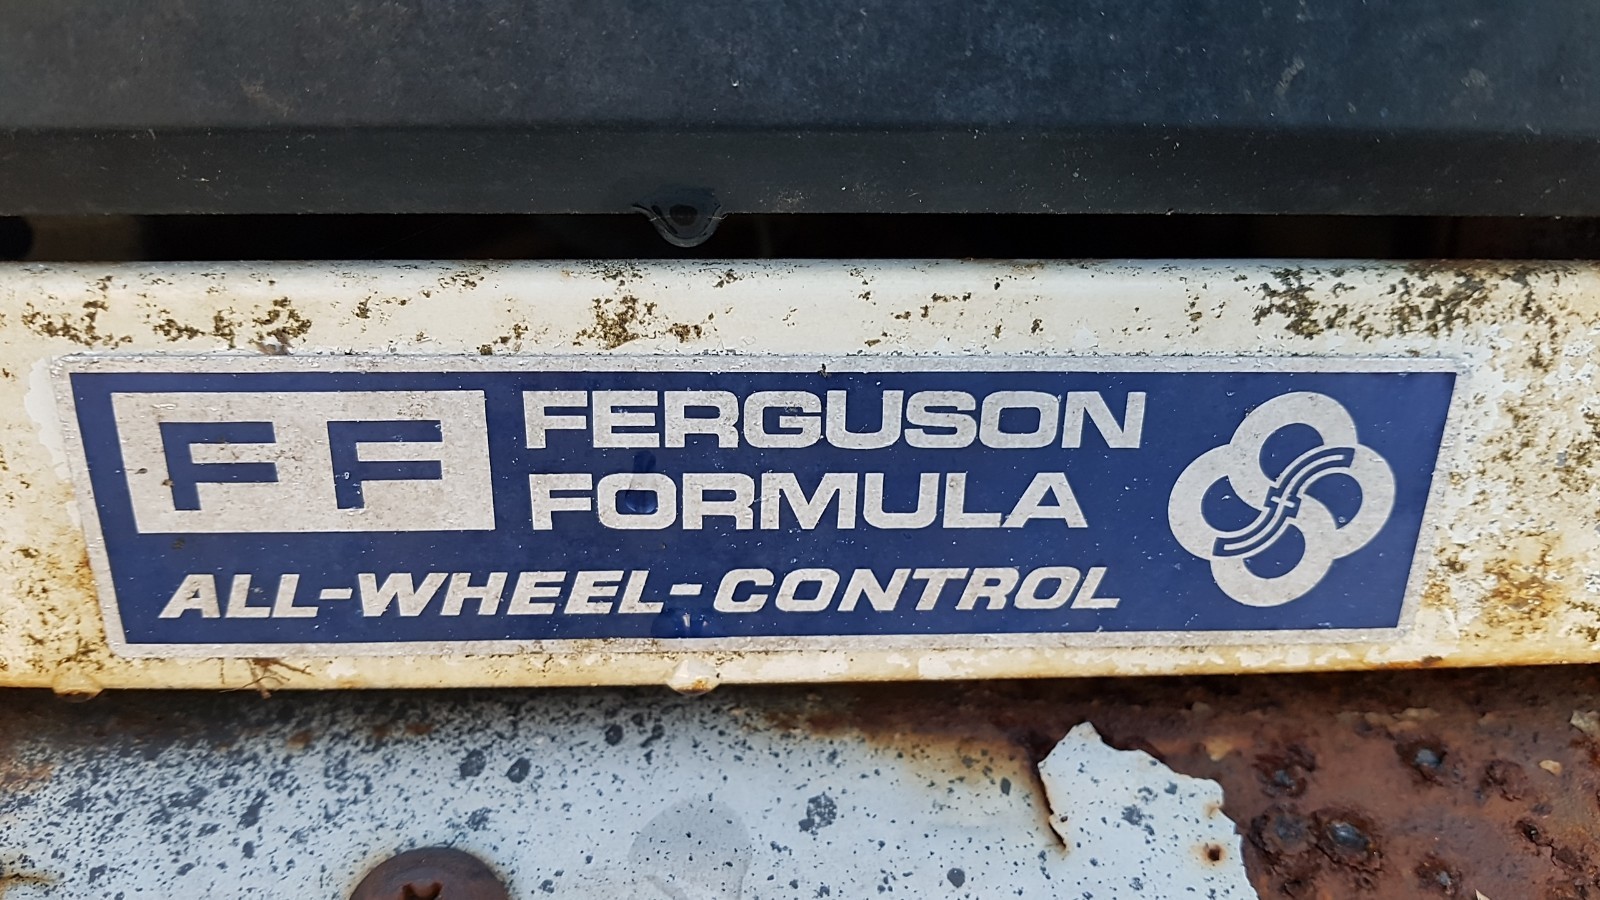 FF FERGUSON
FORMULA
ALL-WHEEL-CONTROL